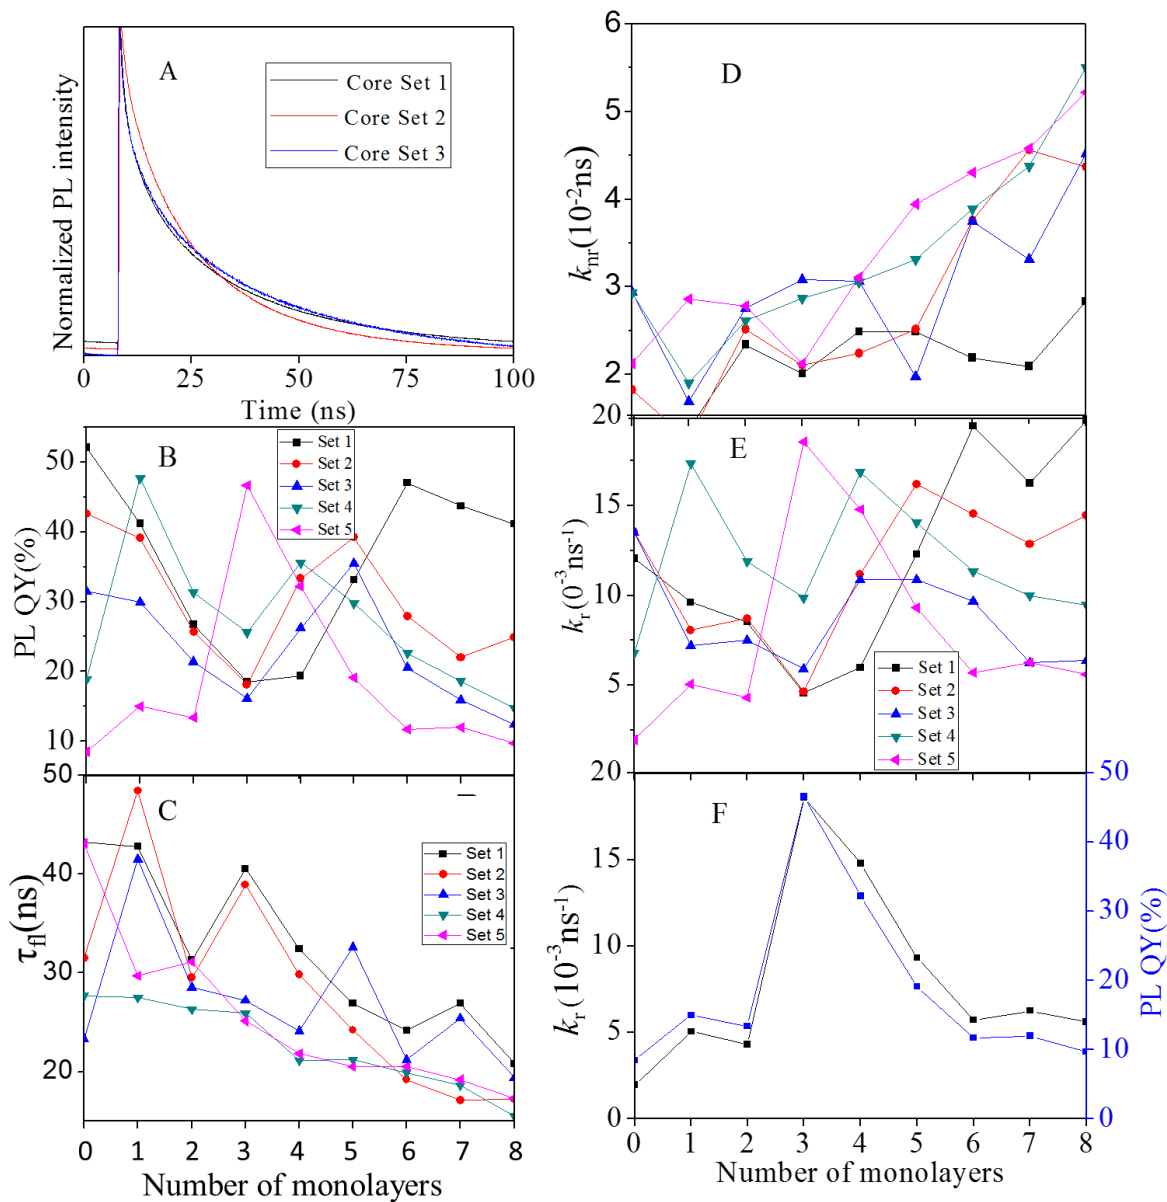 A
Core Set 1
Core Set 2
Core Set 3
Normalized PL intensity
0 25 50 75 100
Time (ns)
B
Set 1
Set 2
Set 3
Set 4
Set 5
PL QY(%)
50
40
30
20
10
C
Set 1
Set 2
Set 3
Set 4
Set 5
τfl(ns)
50
40
30
20
0 1 2 3 4 5 6 7 8
Number of monolayers
D
knr(10-2ns)
6
5
4
3
2
E
kr(0-3ns-1)
20
15
10
5
Set 1
Set 2
Set 3
Set 4
Set 5
F
kr(10-3ns-1)
20
15
10
5
0
50
40
30
20
10
0
PL QY(%)
0 1 2 3 4 5 6 7 8
Number of monolayers